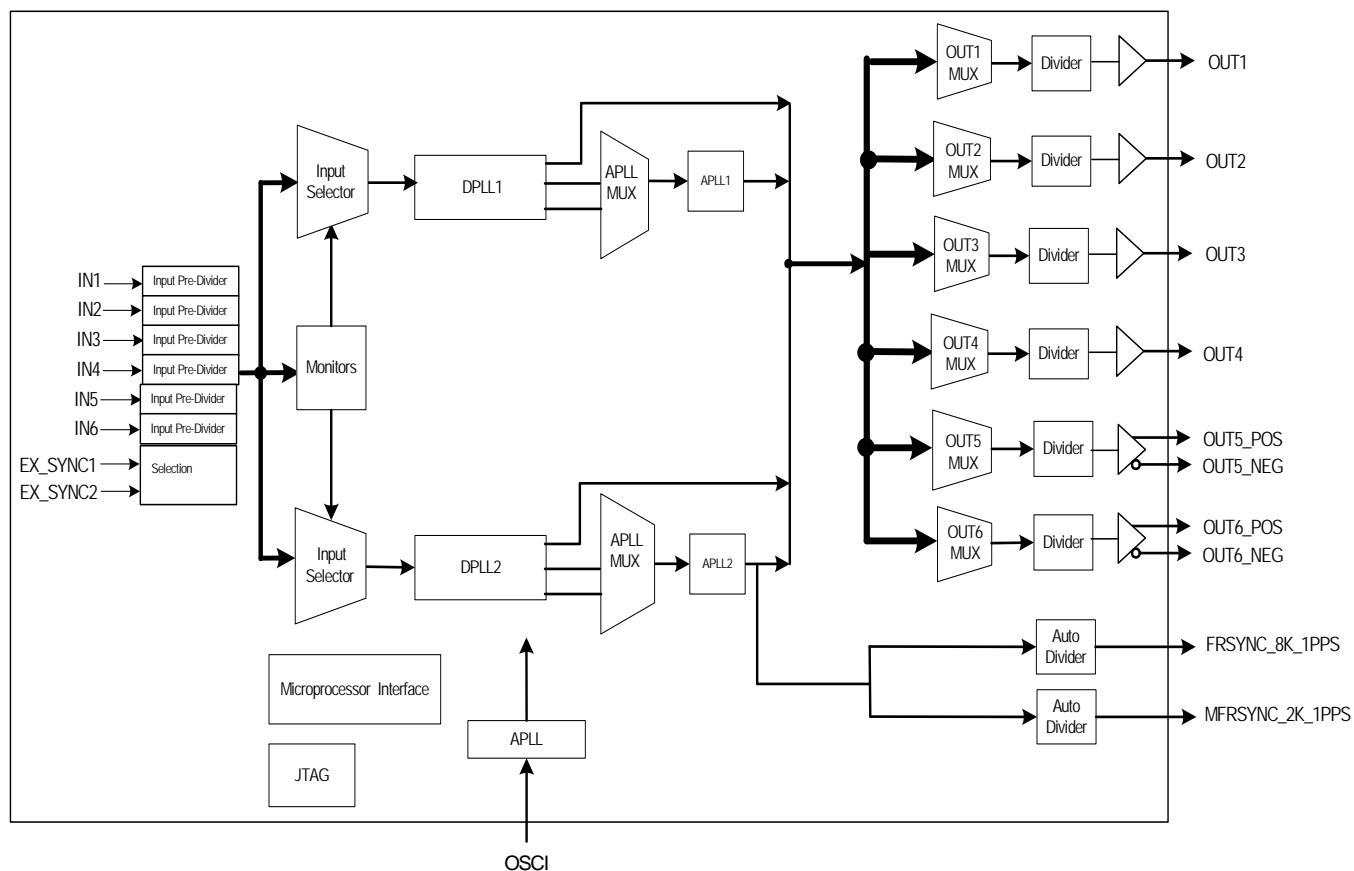 IN1
IN2
IN3
IN4
IN5
IN6
EX_SYNC1
EX_SYNC2
Input Pre-Divider
Input Pre-Divider
Input Pre-Divider
Input Pre-Divider
Input Pre-Divider
Input Pre-Divider
Selection
Input
Selector
Monitors
Input
Selector
DPLL1
APLL
MUX
APLL1
DPLL2
APLL
MUX
APLL2
Microprocessor Interface
JTAG
APLL
OSCI
OUT1
MUX
Divider
OUT1
OUT2
MUX
Divider
OUT2
OUT3
MUX
Divider
OUT3
OUT4
MUX
Divider
OUT4
OUT5
MUX
Divider
OUT5_POS
OUT5_NEG
OUT6
MUX
Divider
OUT6_POS
OUT6_NEG
Auto
Divider
FRSYNC_8K_1PPS
Auto
Divider
MFRSYNC_2K_1PPS